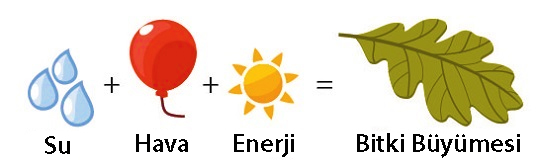 + + =
Su Hava Enerji Bitki Büyümesi